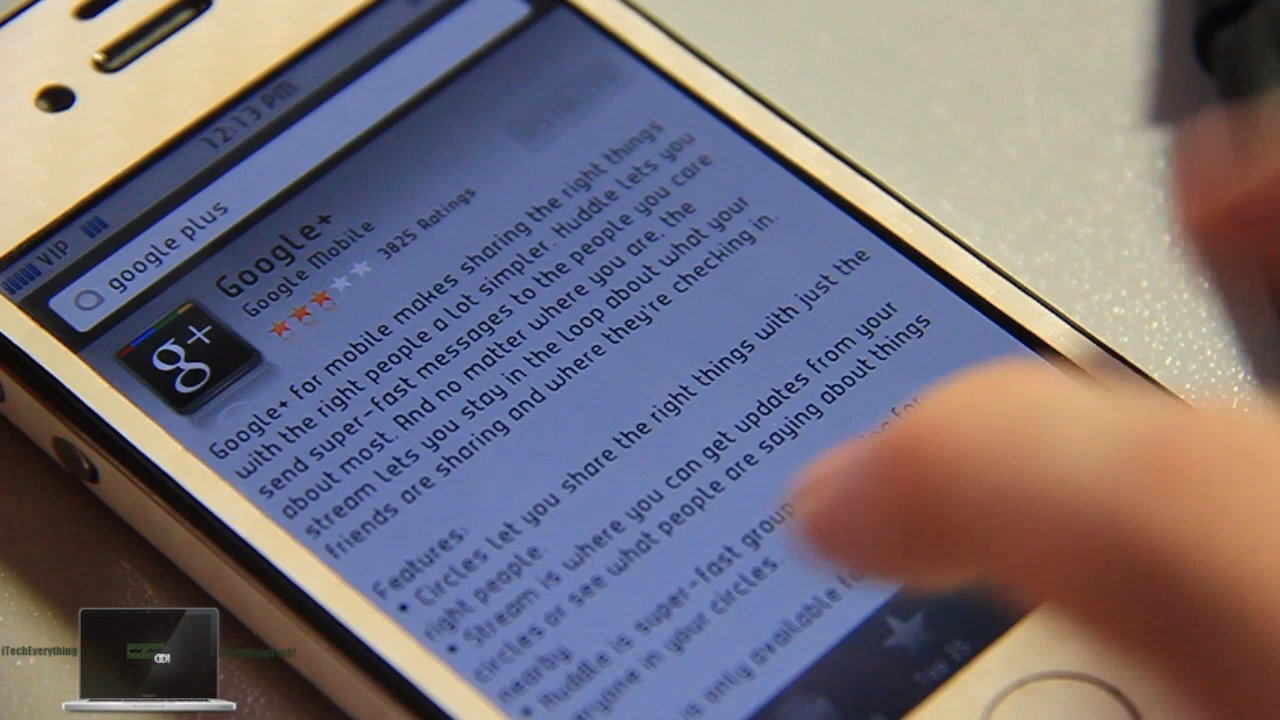 VIP
12:13 PM
google plus
g+
Google+
Google Mobile
3825 Ratings
Google+ for mobile makes sharing the right things
with the right people a lot simpler. Huddle lets you
send super-fast messages to the people you care
about most. And no matter where you are, the
stream lets you stay in the loop about what your
friends are sharing and where they're checking in.
Features:
• Circles let you share the right things with just the
right people.
• Stream is where you can get updates from your
circles or see what people are saying about things
nearby.
• Huddle is super-fast group for
anyone in your circles.
is only available
iTechEverything